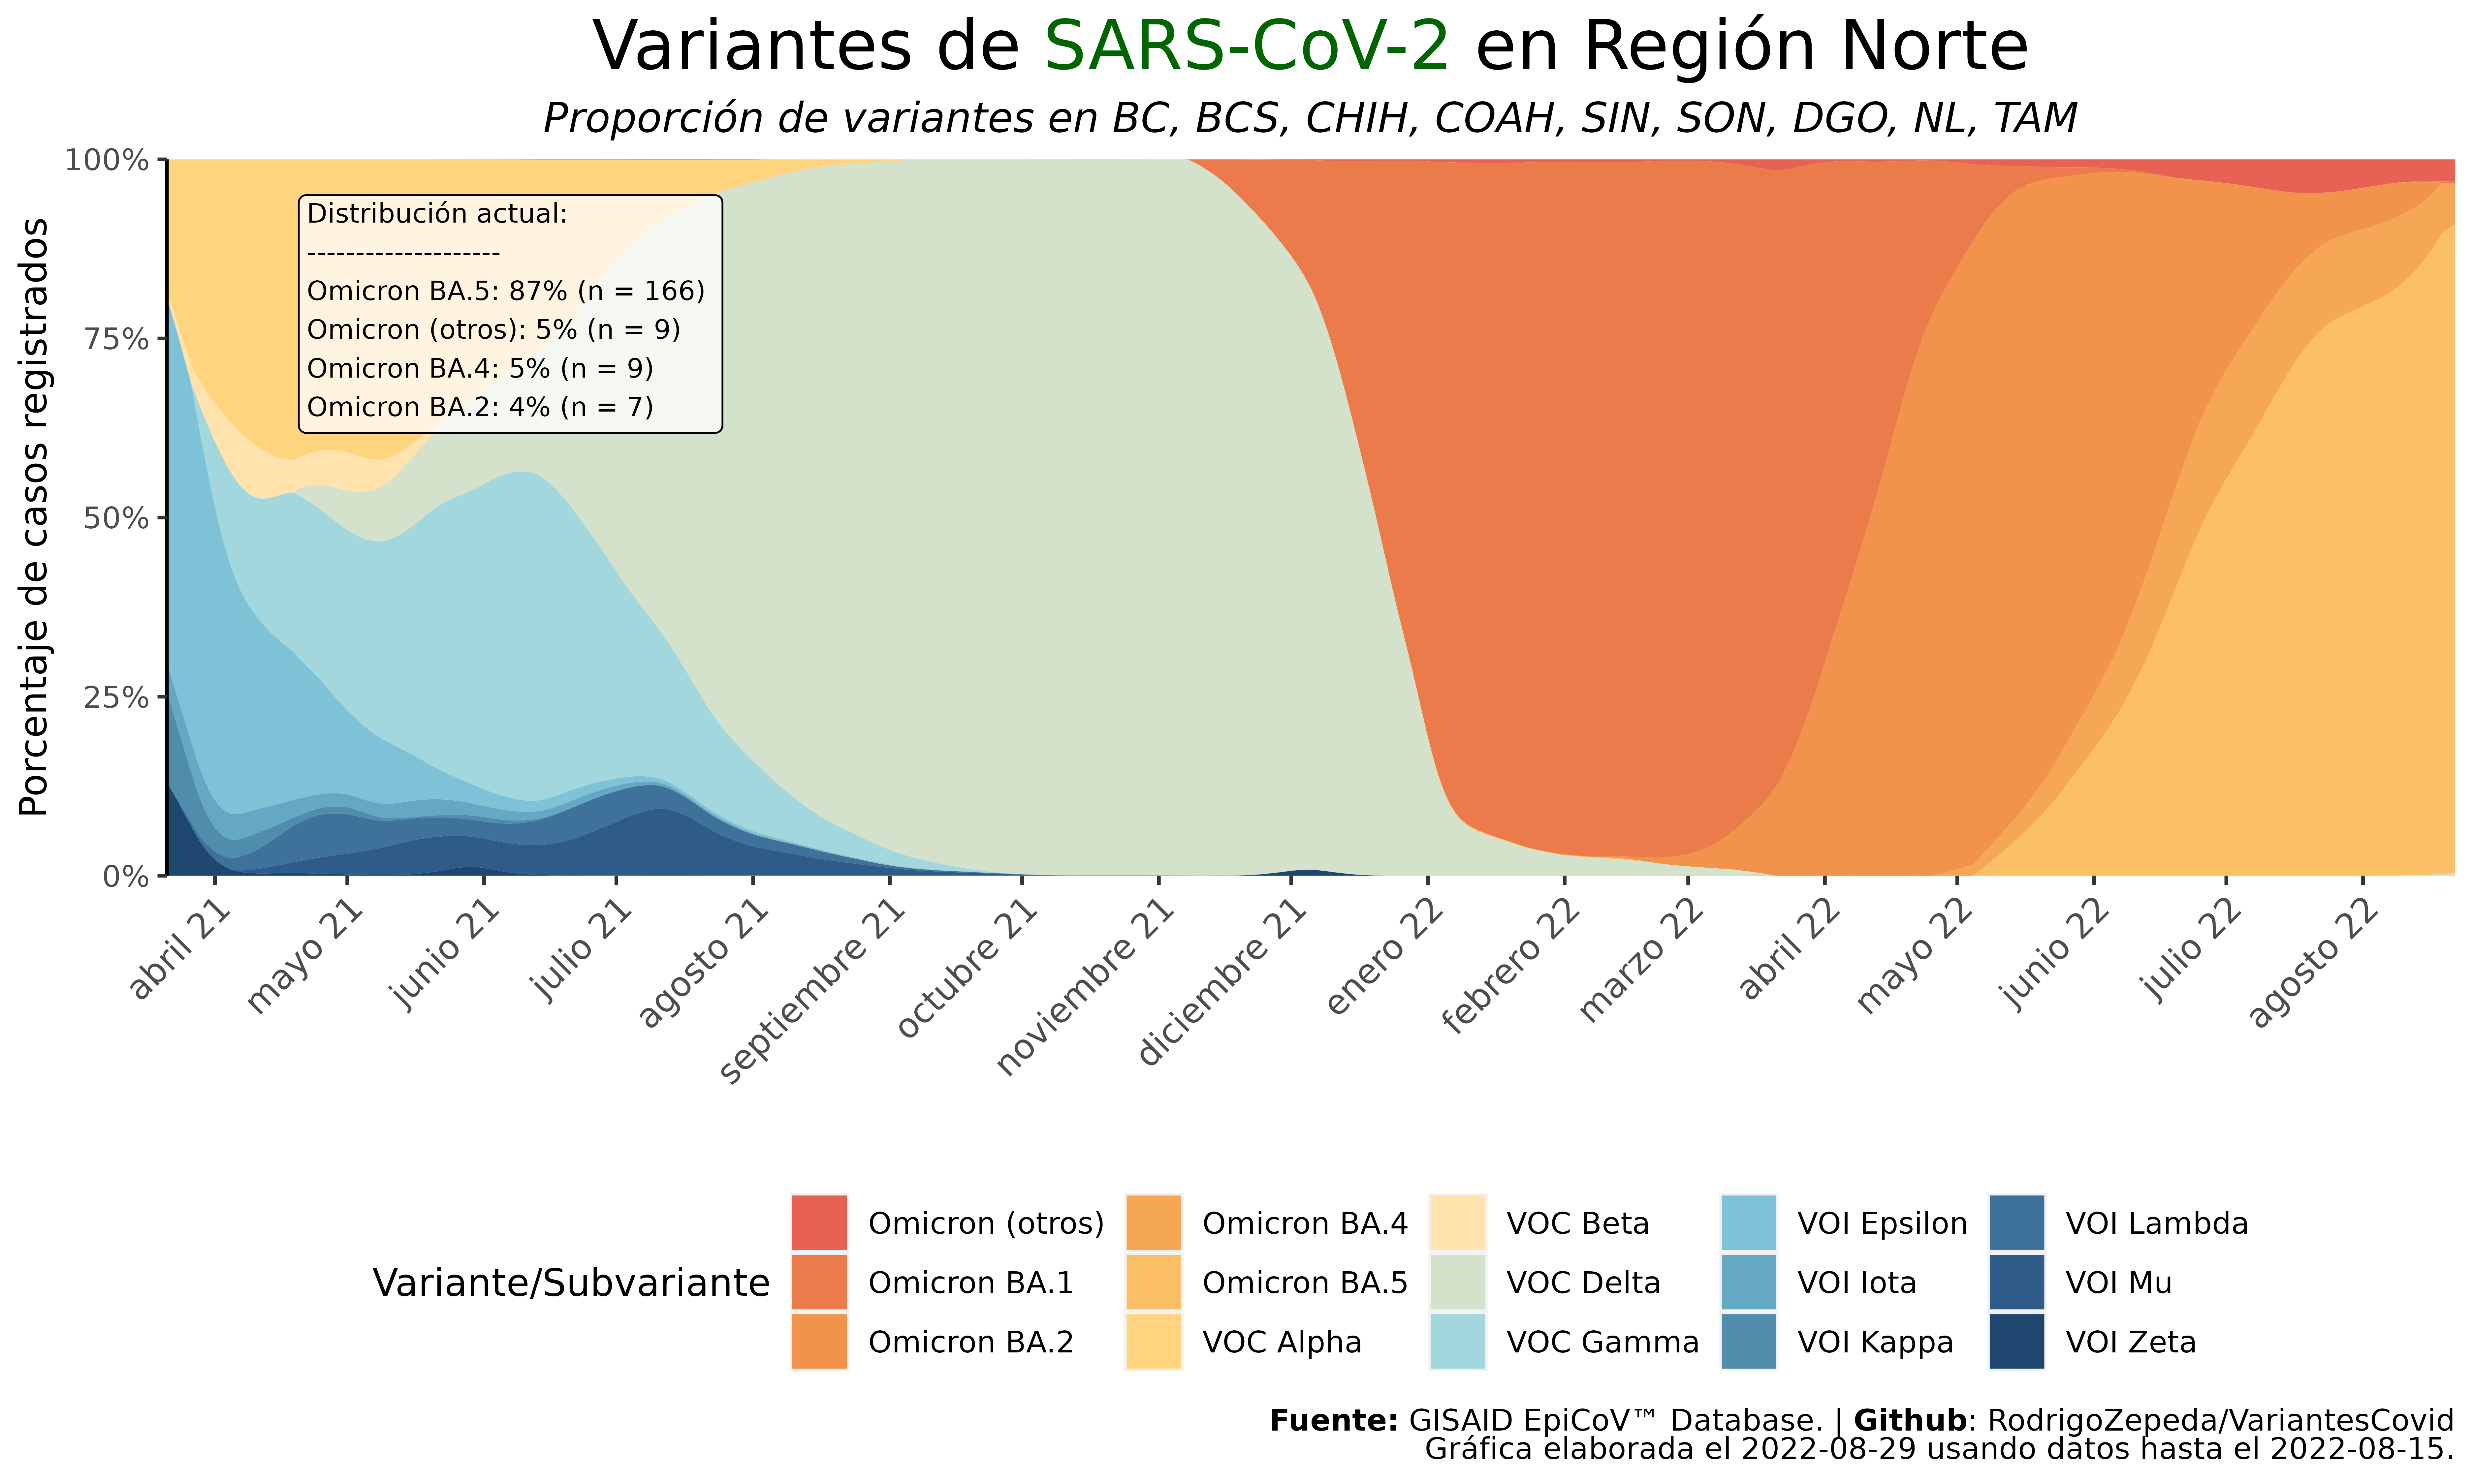 Variantes de SARS-CoV-2 en Región Norte
Proporción de variantes en BC, BCS, CHIH, COAH, SIN, SON, DGO, NL, TAM
Porcentaje de casos registrados
100%
75%
50%
25%
0%
Distribución actual:
--------------------
Omicron BA.5: 87% (n = 166)
Omicron (otros): 5% (n = 9)
Omicron BA.4: 5% (n = 9)
Omicron BA.2: 4% (n = 7)
abril 21
mayo 21
junio 21
julio 21
agosto 21
septiembre 21
octubre 21
noviembre 21
diciembre 21
enero 22
febrero 22
marzo 22
abril 22
mayo 22
junio 22
julio 22
agosto 22
Variante/Subvariante
Omicron (otros)
Omicron BA.1
Omicron BA.2
Omicron BA.4
Omicron BA.5
VOC Alpha
VOC Beta
VOC Delta
VOC Gamma
VOI Epsilon
VOI Iota
VOI Kappa
VOI Lambda
VOI Mu
VOI Zeta
Fuente: GISAID EpiCoV™ Database. | Github: RodrigoZepeda/VariantesCovid
Gráfica elaborada el 2022-08-29 usando datos hasta el 2022-08-15.